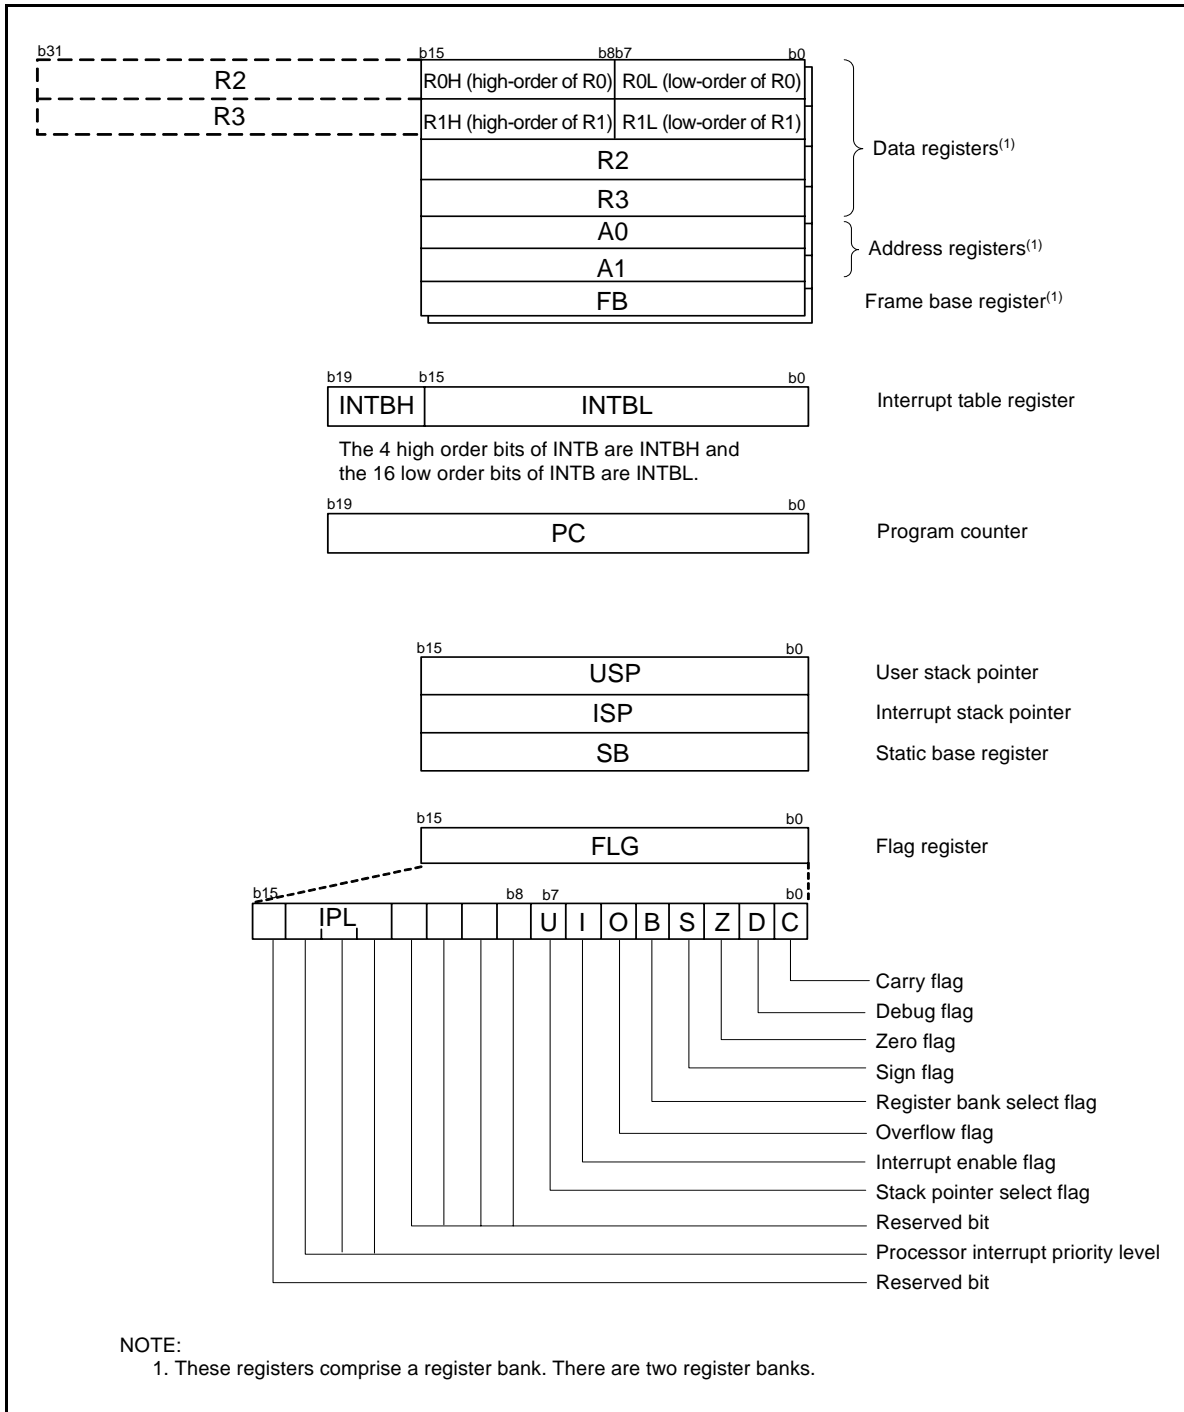 b31 b15 b8b7 b0
R2 R0H (high-order of R0) R0L (low-order of R0)
R3 R1H (high-order of R1) R1L (low-order of R1)
Data registers(1)
R2
R3
A0
Address registers(1)
A1
FB Frame base register(1)
b19 b15 b0
INTBH INTBL Interrupt table register
The 4 high order bits of INTB are INTBH and
the 16 low order bits of INTB are INTBL.
b19 b0
PC Program counter
b15 b0
USP User stack pointer
ISP Interrupt stack pointer
SB Static base register
b15 b0
FLG Flag register
b15 b8 b7 b0
IPL U I O B S Z D C
Carry flag
Debug flag
Zero flag
Sign flag
Register bank select flag
Overflow flag
Interrupt enable flag
Stack pointer select flag
Reserved bit
Processor interrupt priority level
Reserved bit
NOTE:
1. These registers comprise a register bank. There are two register banks.